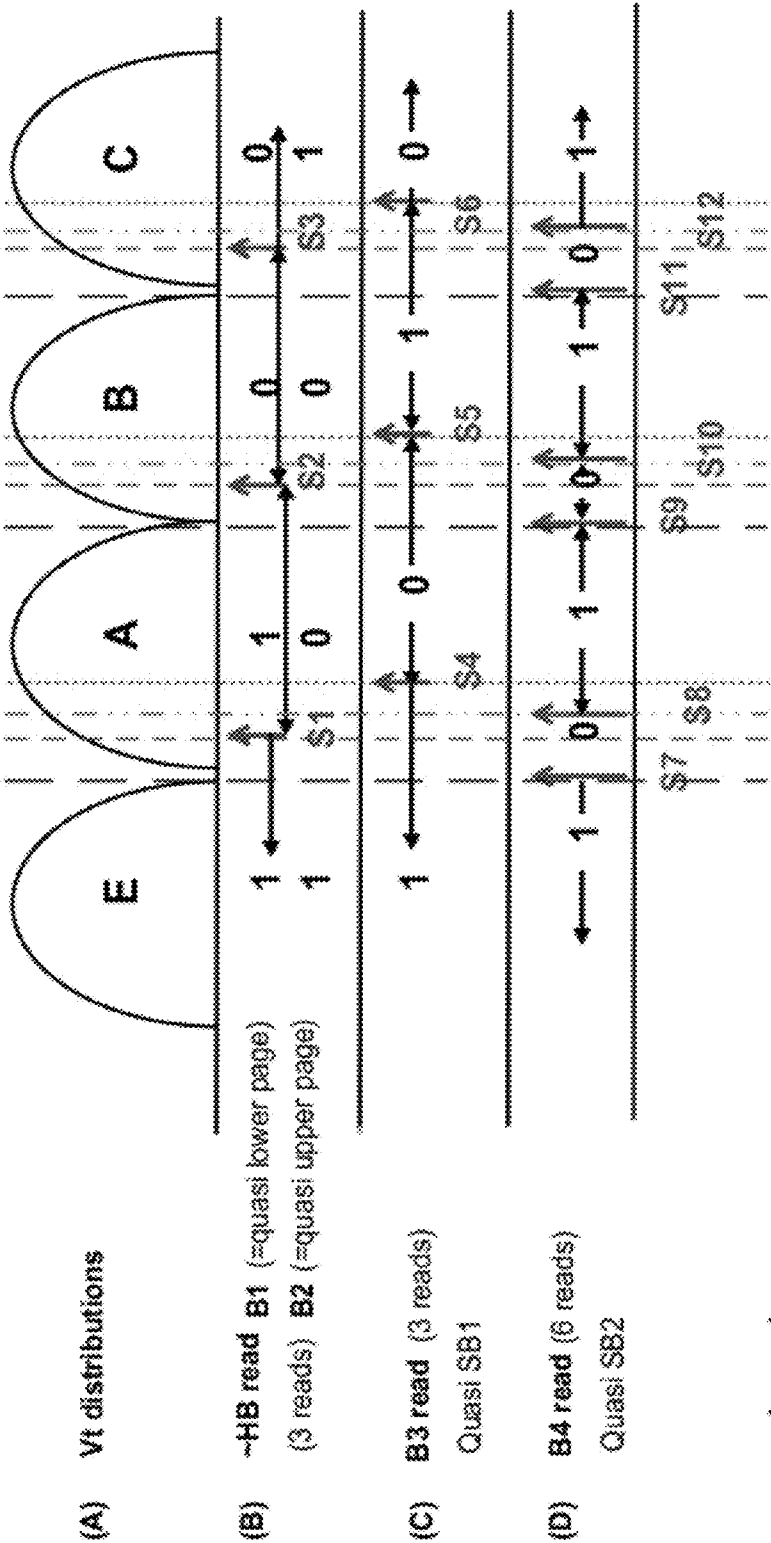 (A) Vt distributions
E A B C
(B) ~HB read B1 (=quasi lower page)
(3 reads) B2 (=quasi upper page)
1 1 0 0
1 0 0 1
S1 S2 S3
(C) B3 read (3 reads)
Quasi SB1
1 0 1 0
S4 S5 S6
(D) B4 read (6 reads)
Quasi SB2
1 0 1 0 1 0 1
S7 S8 S9 S10 S11 S12